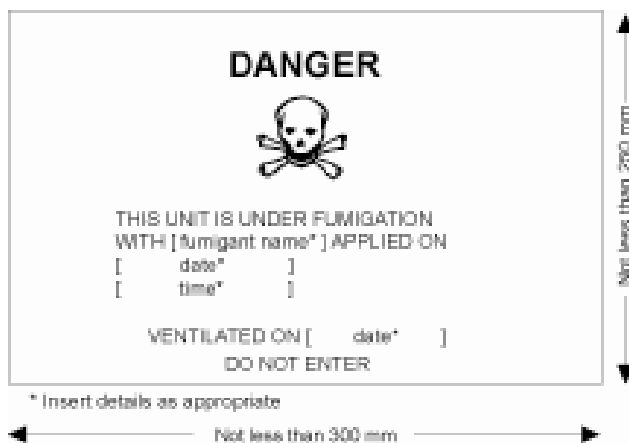 DANGER
THIS UNIT IS UNDER FUMIGATION
WITH [ fumigant name* ] APPLIED ON
[ date* ]
[ time* ]
VENTILATED ON [ date* ]
DO NOT ENTER
* Insert details as appropriate
Not less than 300 mm
Not less than 250 mm